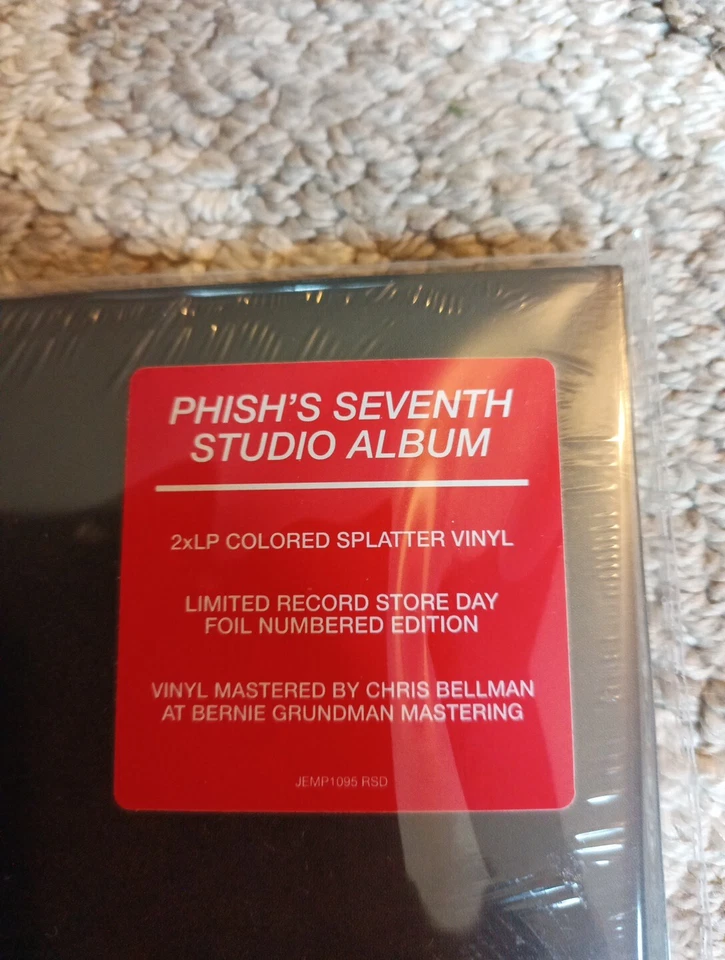 PHISH'S SEVENTH
STUDIO ALBUM
2xLP COLORED SPLATTER VINYL
LIMITED RECORD STORE DAY
FOIL NUMBERED EDITION
VINYL MASTERED BY CHRIS BELLMAN
AT BERNIE GRUNDMAN MASTERING
JEMP1095 RSD